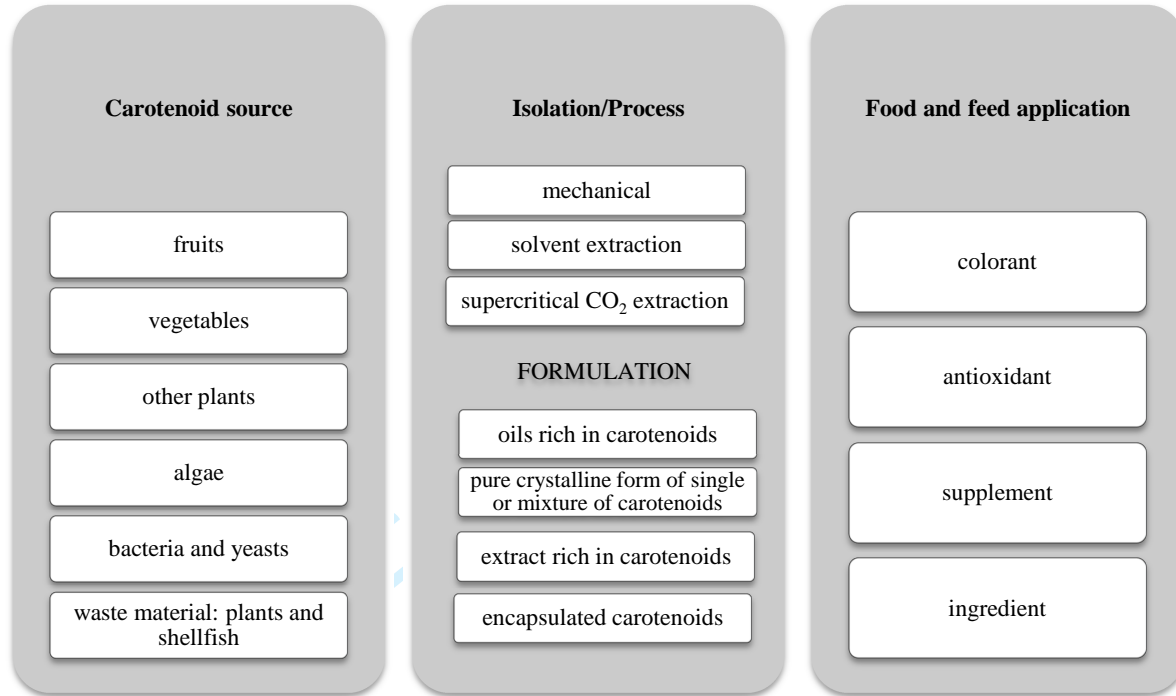 Carotenoid source
fruits
vegetables
other plants
algae
bacteria and yeasts
waste material: plants and
shellfish
Isolation/Process
mechanical
solvent extraction
supercritical CO₂ extraction
FORMULATION
oils rich in carotenoids
pure crystalline form of single
or mixture of carotenoids
extract rich in carotenoids
encapsulated carotenoids
Food and feed application
colorant
antioxidant
supplement
ingredient